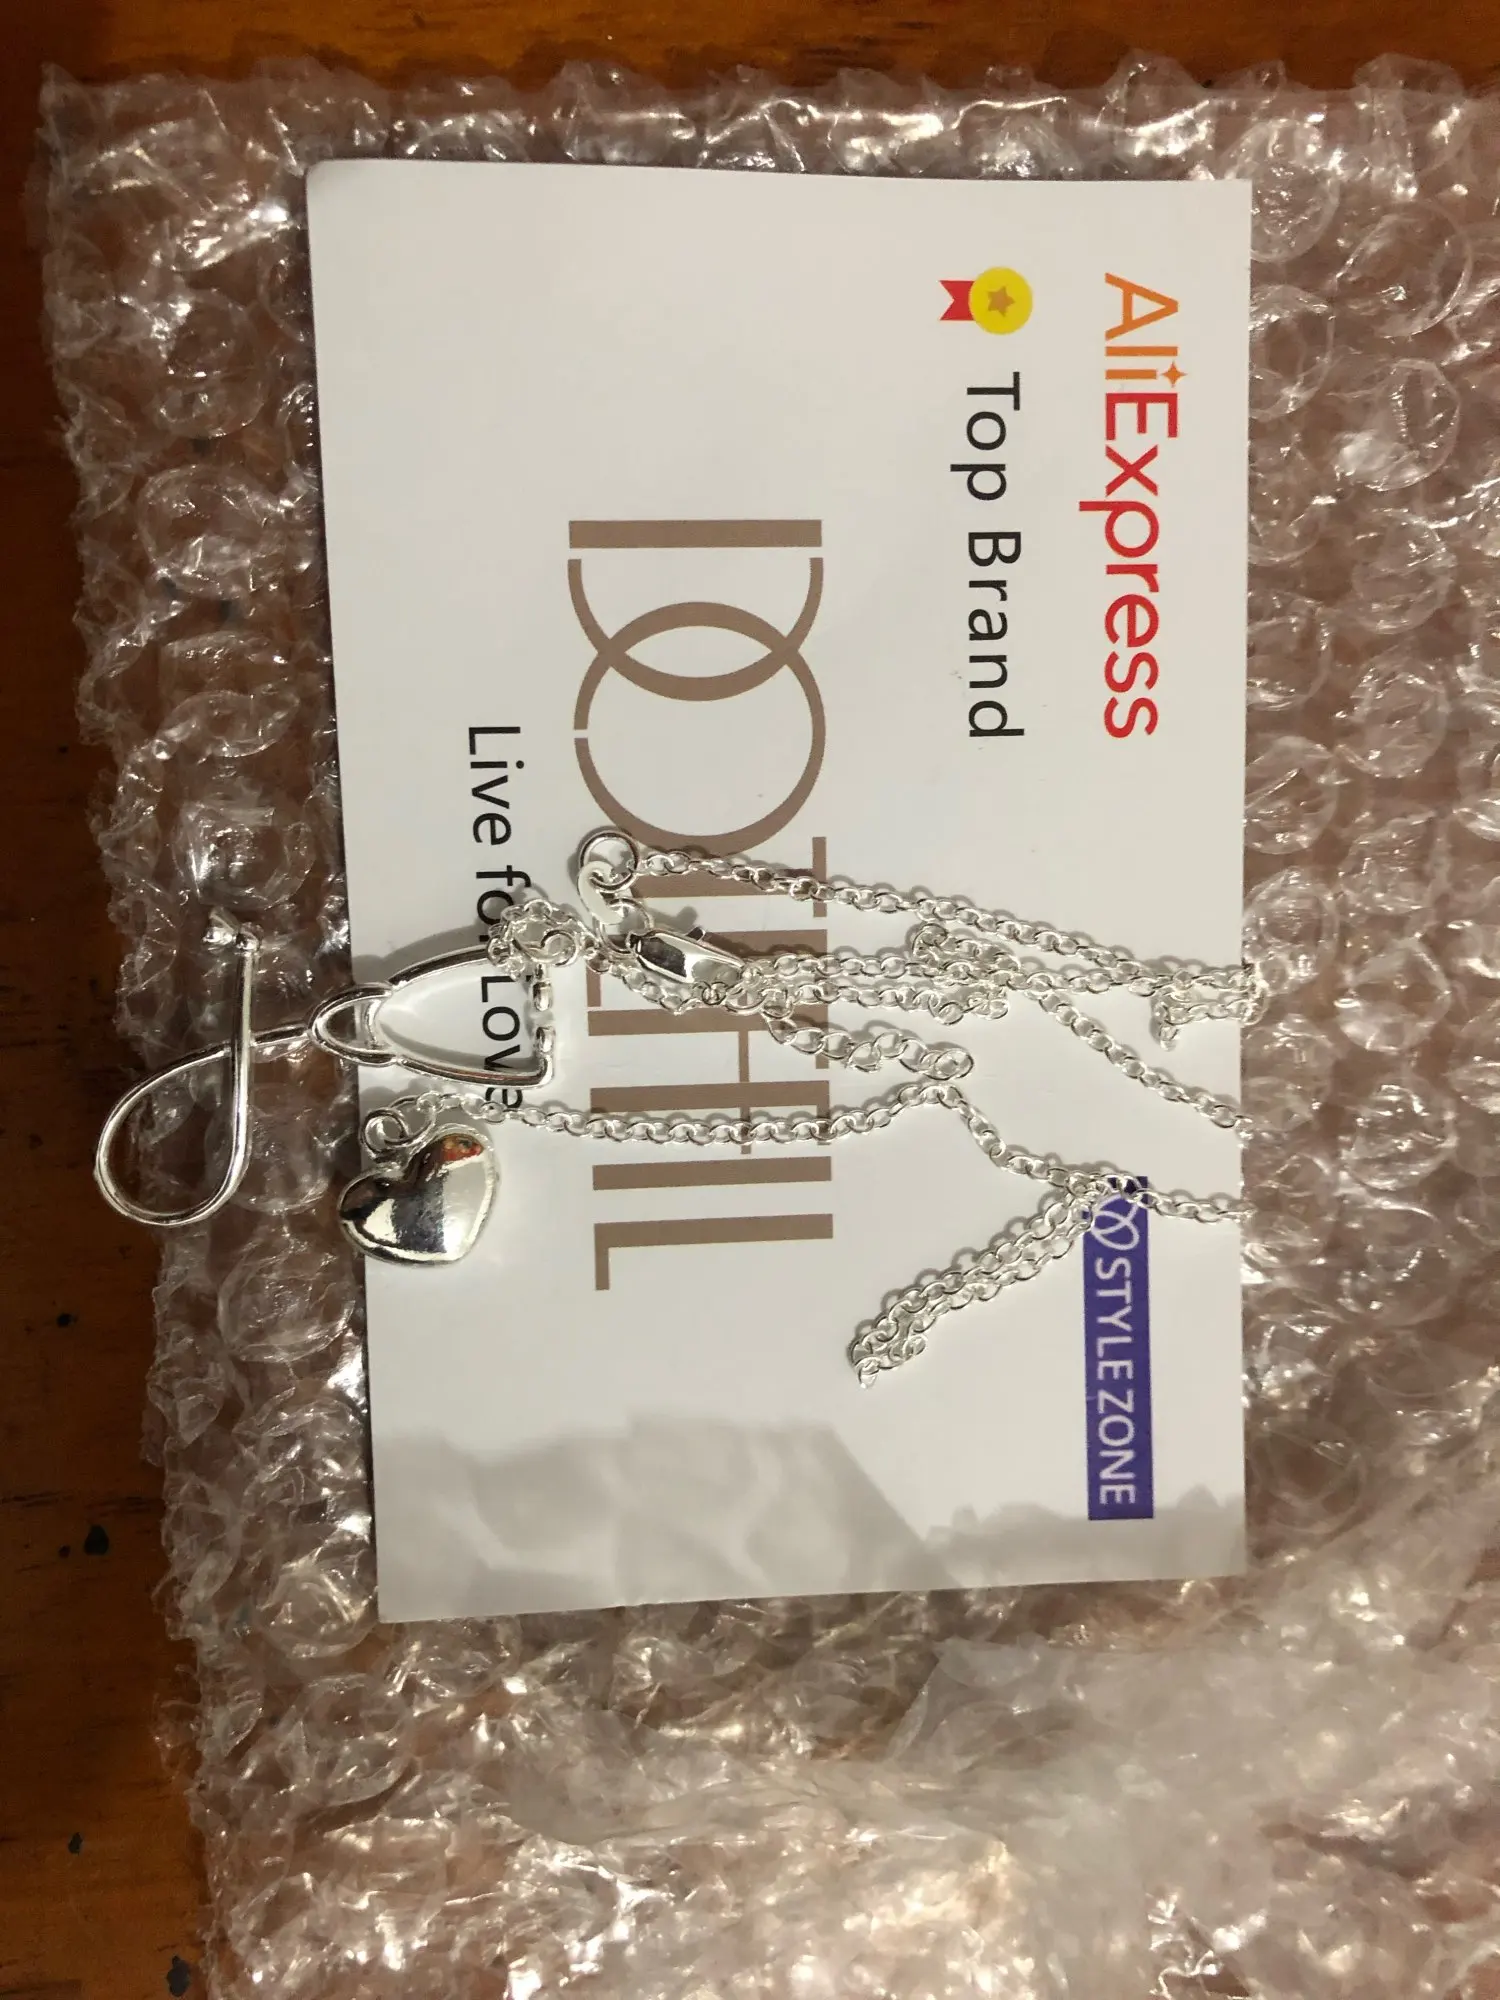 AliExpress STYLE ZONE
Top Brand
DOTEFFIL
Live for Love